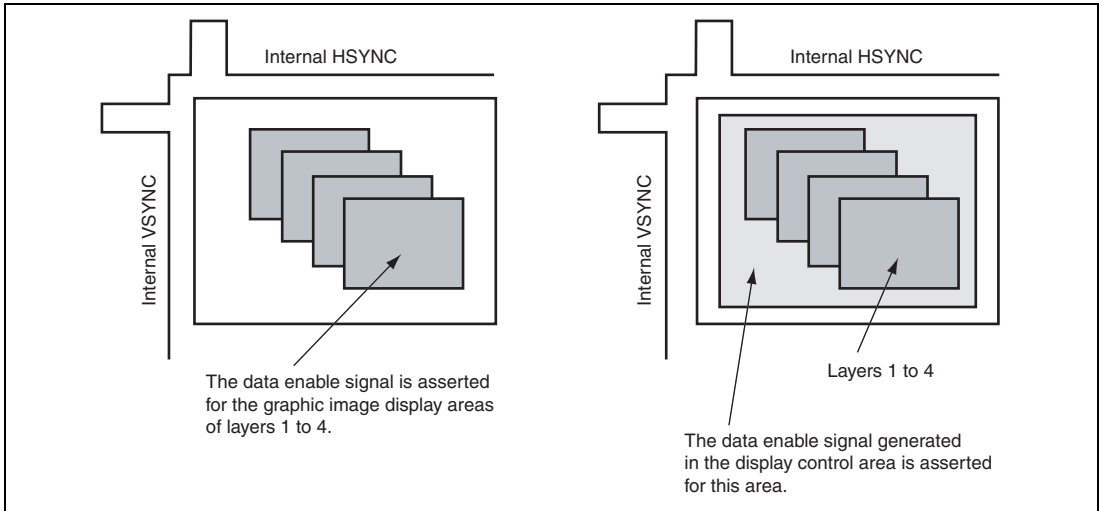 Internal HSYNC
Internal VSYNC
The data enable signal is asserted
for the graphic image display areas
of layers 1 to 4.
Internal HSYNC
Internal VSYNC
Layers 1 to 4
The data enable signal generated
in the display control area is asserted
for this area.